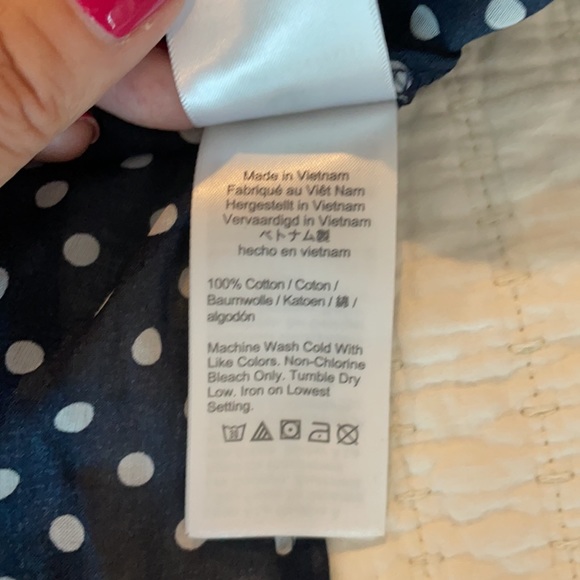 Made in Vietnam
Fabriqué au Việt Nam
Hergestellt in Vietnam
Vervaardigd in Vietnam
ベトナム製
hecho en vietnam
100% Cotton / Coton /
Baumwolle / Katoen / 綿 /
algodón
Machine Wash Cold With
Like Colors. Non-Chlorine
Bleach Only. Tumble Dry
Low. Iron on Lowest
Setting.